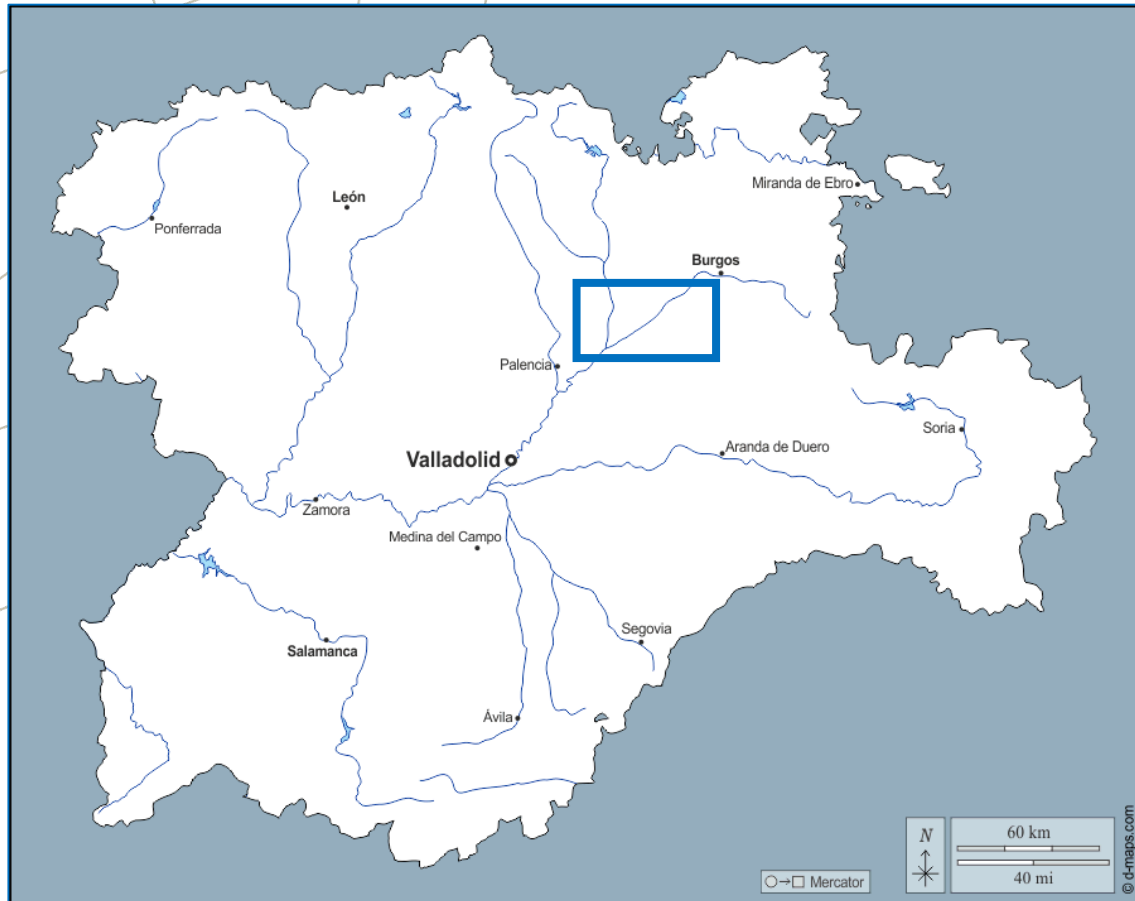 Miranda de Ebro
León
Ponferrada
Burgos
Palencia
Soria
Aranda de Duero
Valladolid
Zamora
Medina del Campo
Segovia
Salamanca
Ávila
N
60 km
40 mi
Mercator
© d-maps.com